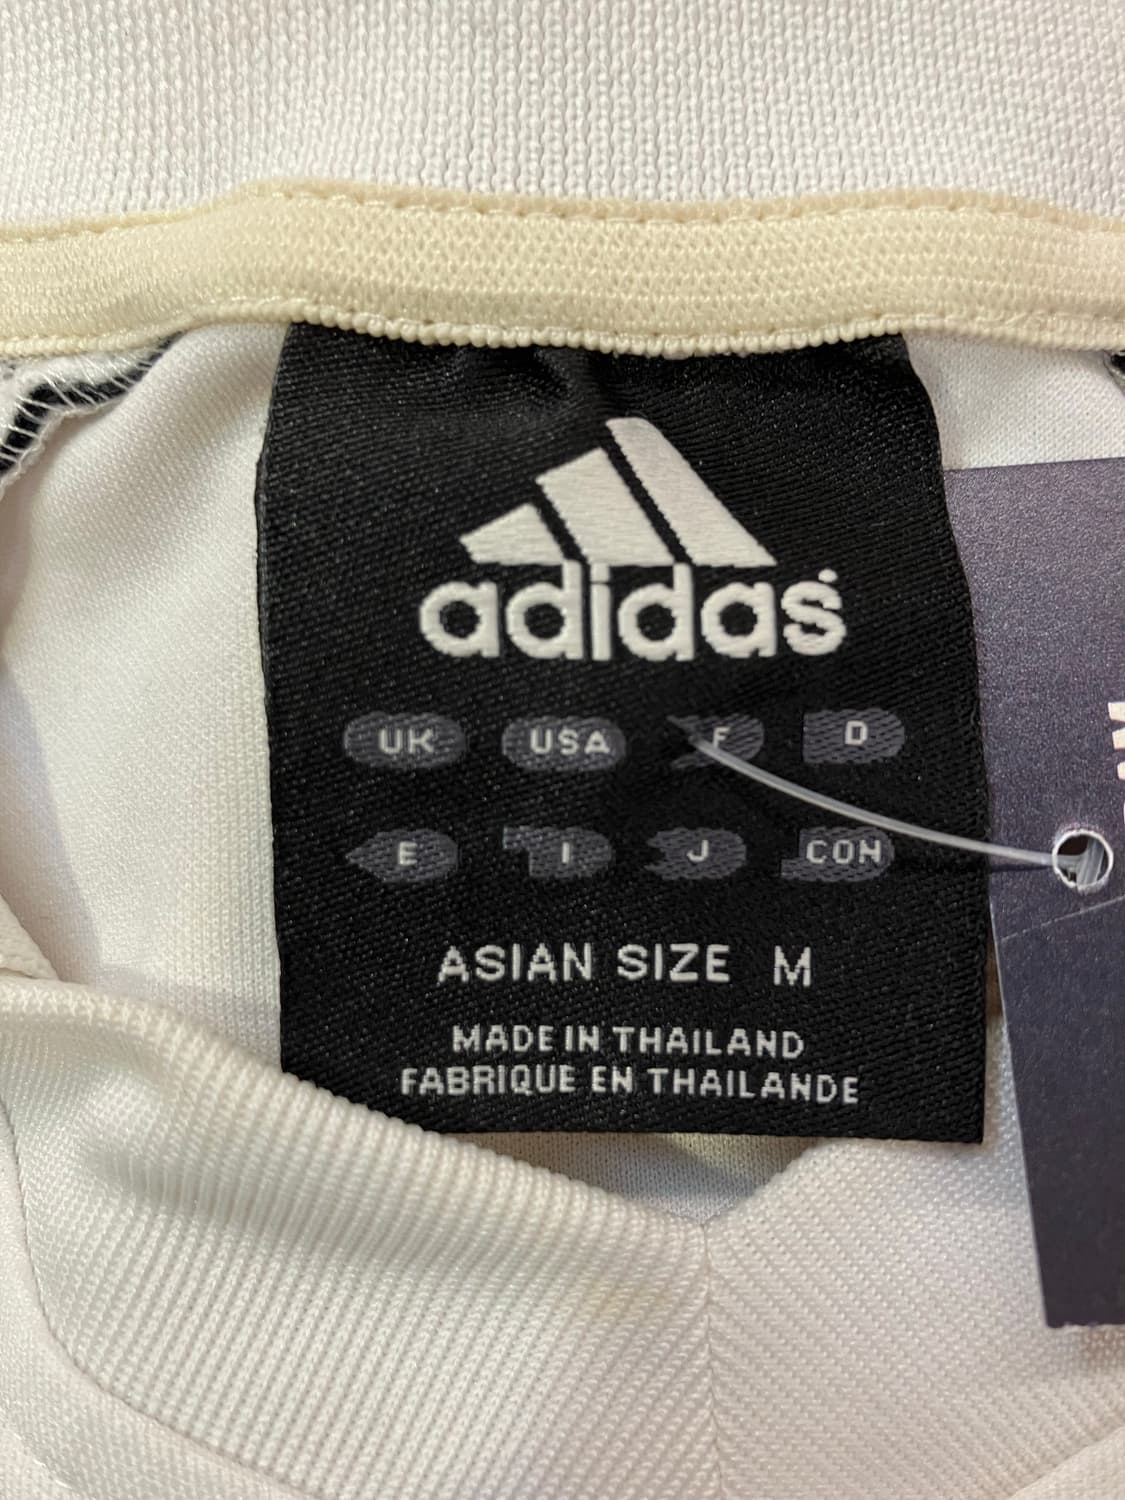 adidas
UK USA F D
E I J CON
ASIAN SIZE M
MADE IN THAILAND
FABRIQUE EN THAILANDE